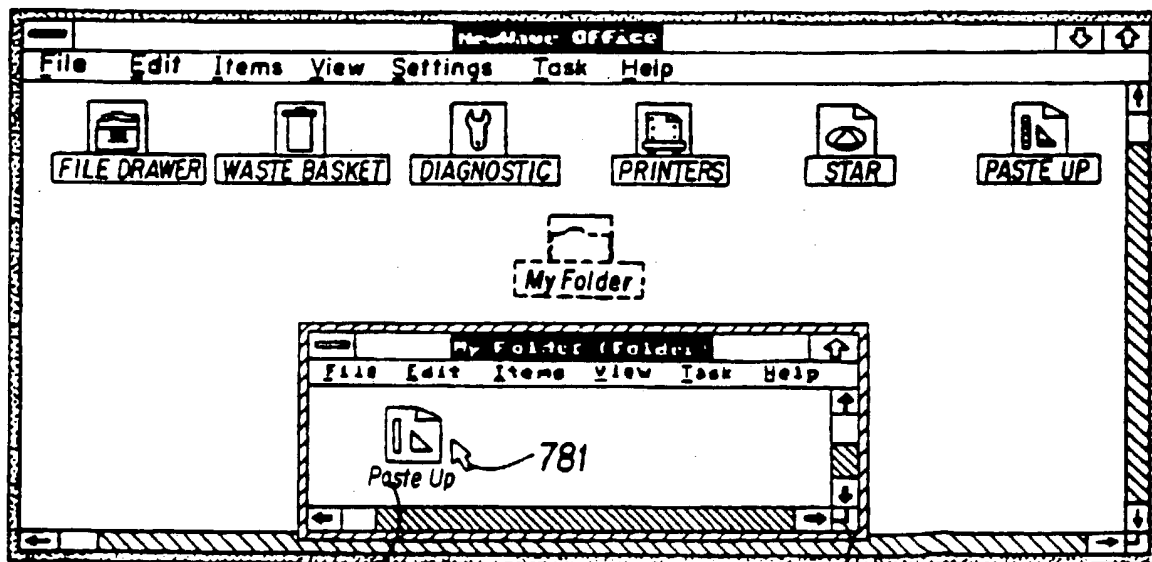 NewWave Office
File Edit Items View Settings Task Help
FILE DRAWER WASTE BASKET DIAGNOSTIC PRINTERS STAR PASTE UP
My Folder
My Folder (Folder)
File Edit Items View Task Help
781
Paste Up